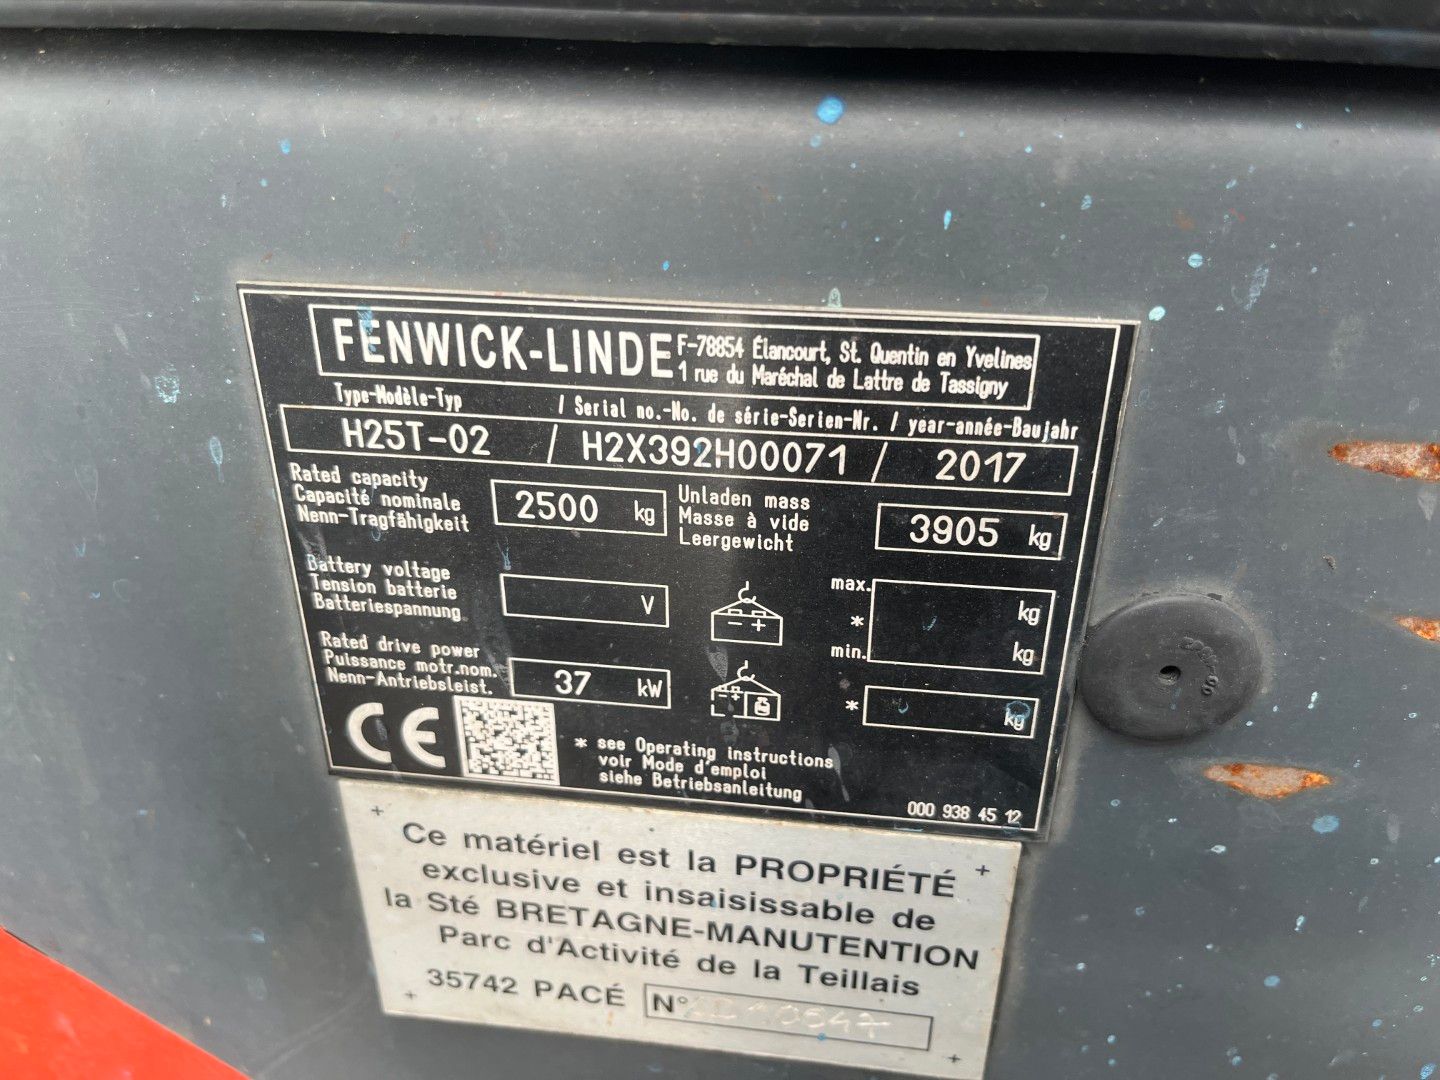 FENWICK-LINDE F-78854 Élancourt, St. Quentin en Yvelines
1 rue du Maréchal de Lattre de Tassigny
Type-Modèle-Typ / Serial no.-No. de série-Serien-Nr. / year-année-Baujahr
H25T-02 / H2X392H00071 / 2017
Rated capacity
Capacité nominale
Nenn-Tragfähigkeit
2500 kg
Unladen mass
Masse à vide
Leergewicht
3905 kg
Battery voltage
Tension batterie
Batteriespannung
V
max. kg
*
min. kg
Rated drive power
Puissance motr.nom.
Nenn-Antriebsleist.
37 kW
* kg
CE
* see Operating instructions
voir Mode d'emploi
siehe Betriebsanleitung
000 938 45 12
Ce matériel est la PROPRIÉTÉ
exclusive et insaisissable de
la Sté BRETAGNE-MANUTENTION
Parc d'Activité de la Teillais
35742 PACÉ N°